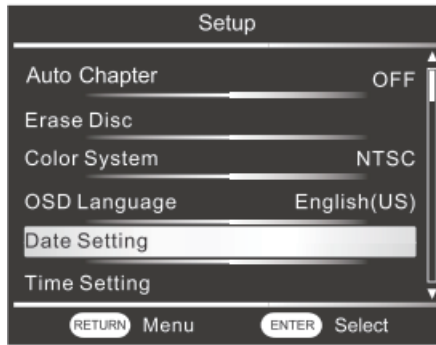 Setup
Auto Chapter OFF
Erase Disc
Color System NTSC
OSD Language English(US)
Date Setting
Time Setting
RETURN Menu ENTER Select